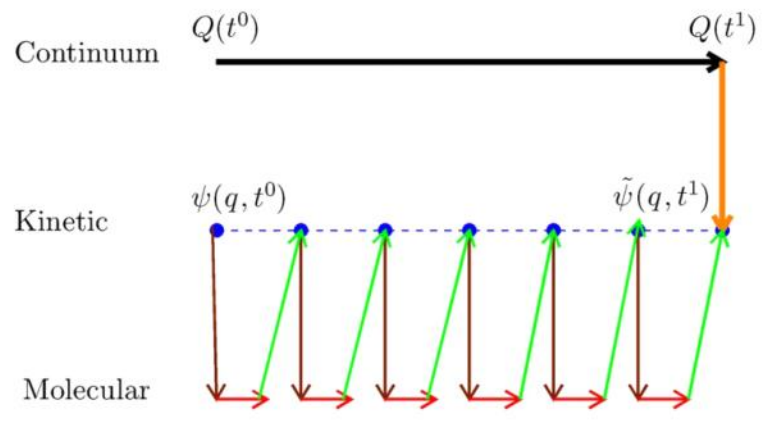 Q(t⁰) Q(t¹)
Continuum
ψ(q, t⁰) ψ̃(q, t¹)
Kinetic
Molecular